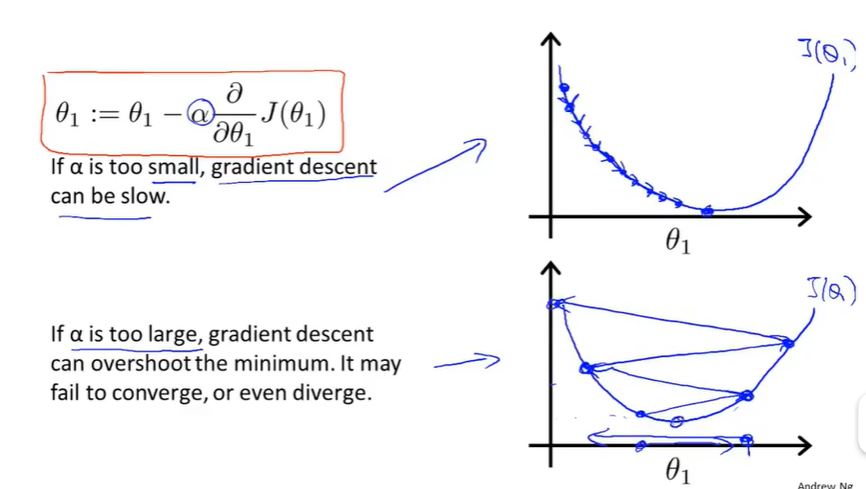 θ₁ := θ₁ − α ∂/∂θ₁ J(θ₁)
If α is too small, gradient descent
can be slow.
J(θ₁)
θ₁
If α is too large, gradient descent
can overshoot the minimum. It may
fail to converge, or even diverge.
θ₁
Andrew Ng